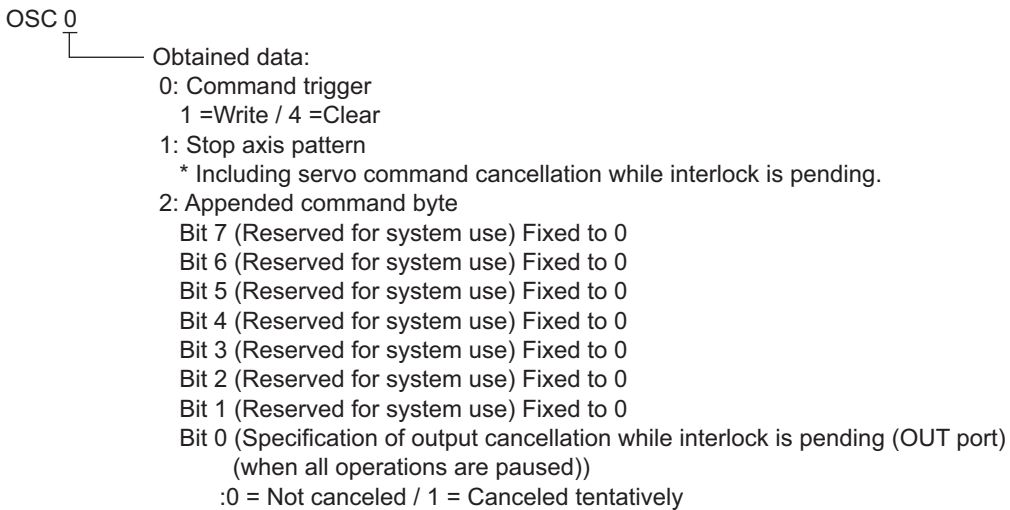 OSC 0
Obtained data:
0: Command trigger
1 =Write / 4 =Clear
1: Stop axis pattern
* Including servo command cancellation while interlock is pending.
2: Appended command byte
Bit 7 (Reserved for system use) Fixed to 0
Bit 6 (Reserved for system use) Fixed to 0
Bit 5 (Reserved for system use) Fixed to 0
Bit 4 (Reserved for system use) Fixed to 0
Bit 3 (Reserved for system use) Fixed to 0
Bit 2 (Reserved for system use) Fixed to 0
Bit 1 (Reserved for system use) Fixed to 0
Bit 0 (Specification of output cancellation while interlock is pending (OUT port)
(when all operations are paused))
:0 = Not canceled / 1 = Canceled tentatively